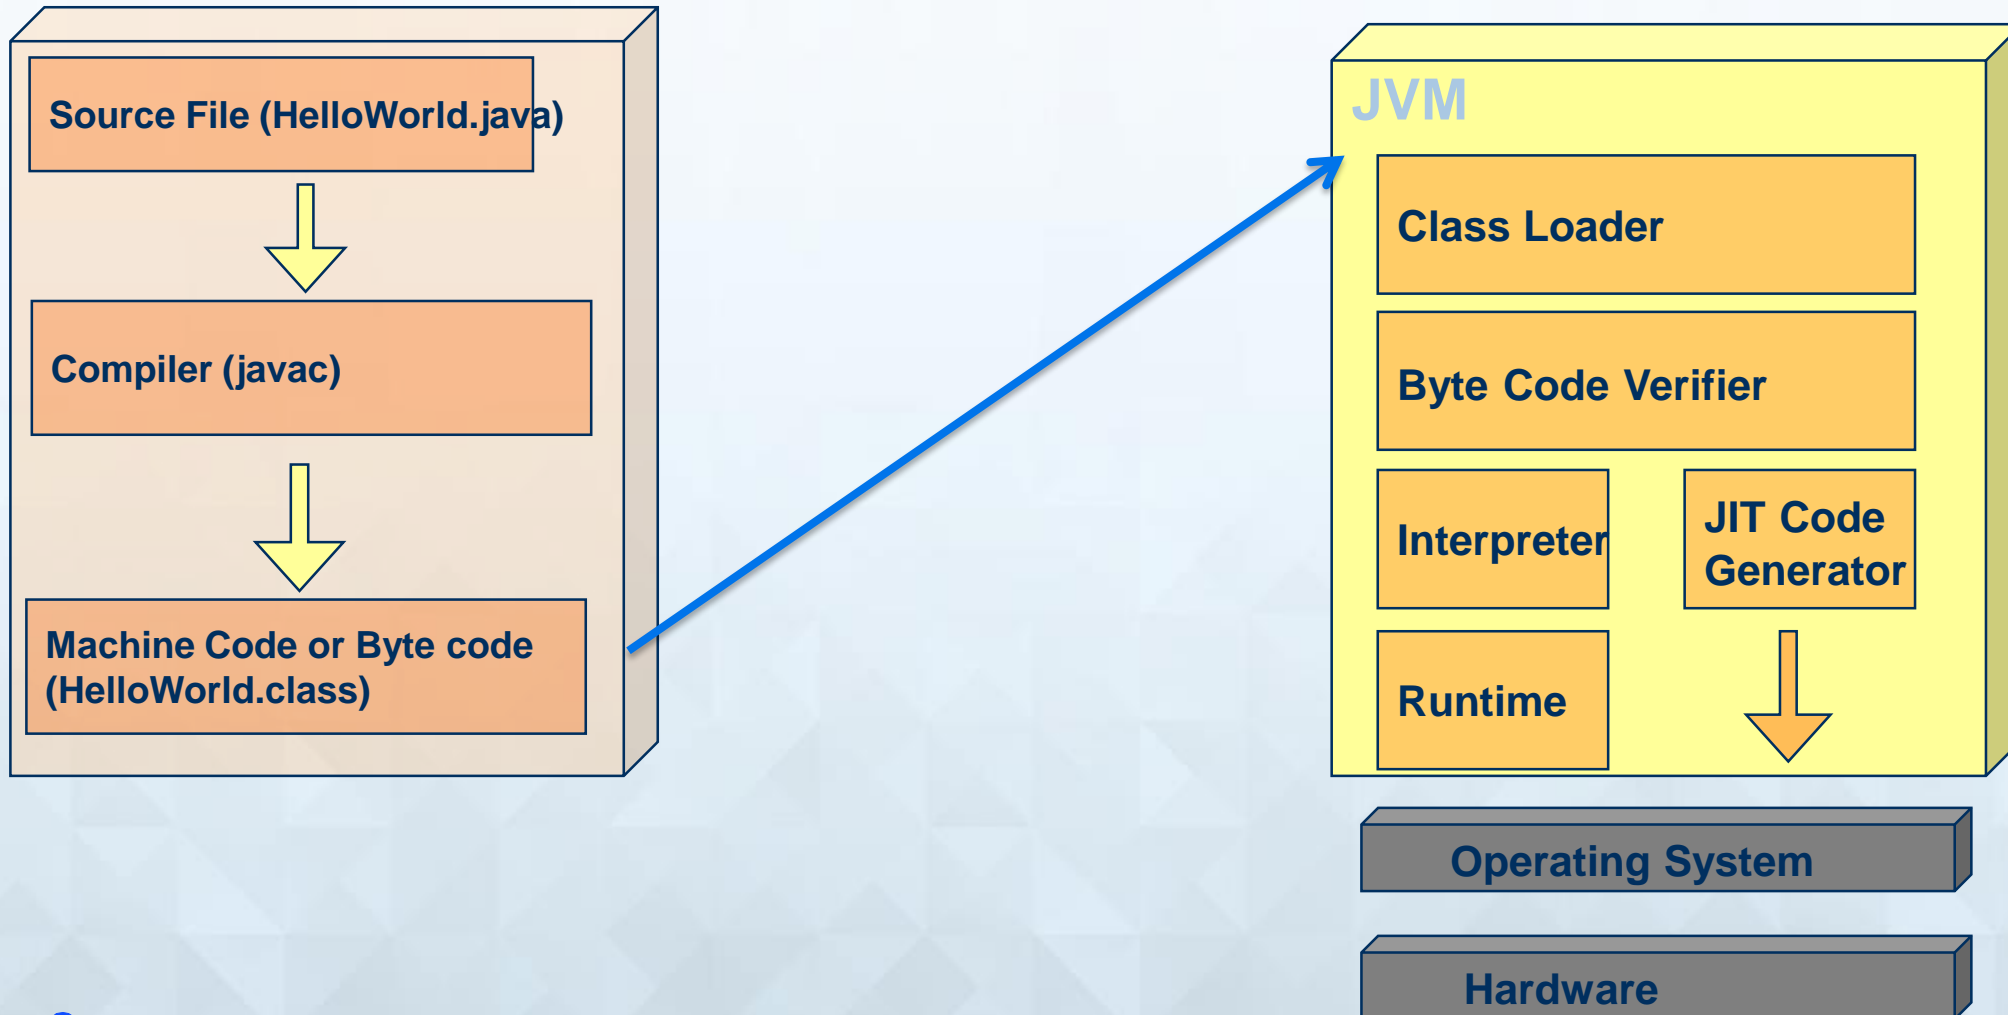 Source File (HelloWorld.java)
Compiler (javac)
Machine Code or Byte code
(HelloWorld.class)
JVM
Class Loader
Byte Code Verifier
Interpreter
JIT Code
Generator
Runtime
Operating System
Hardware